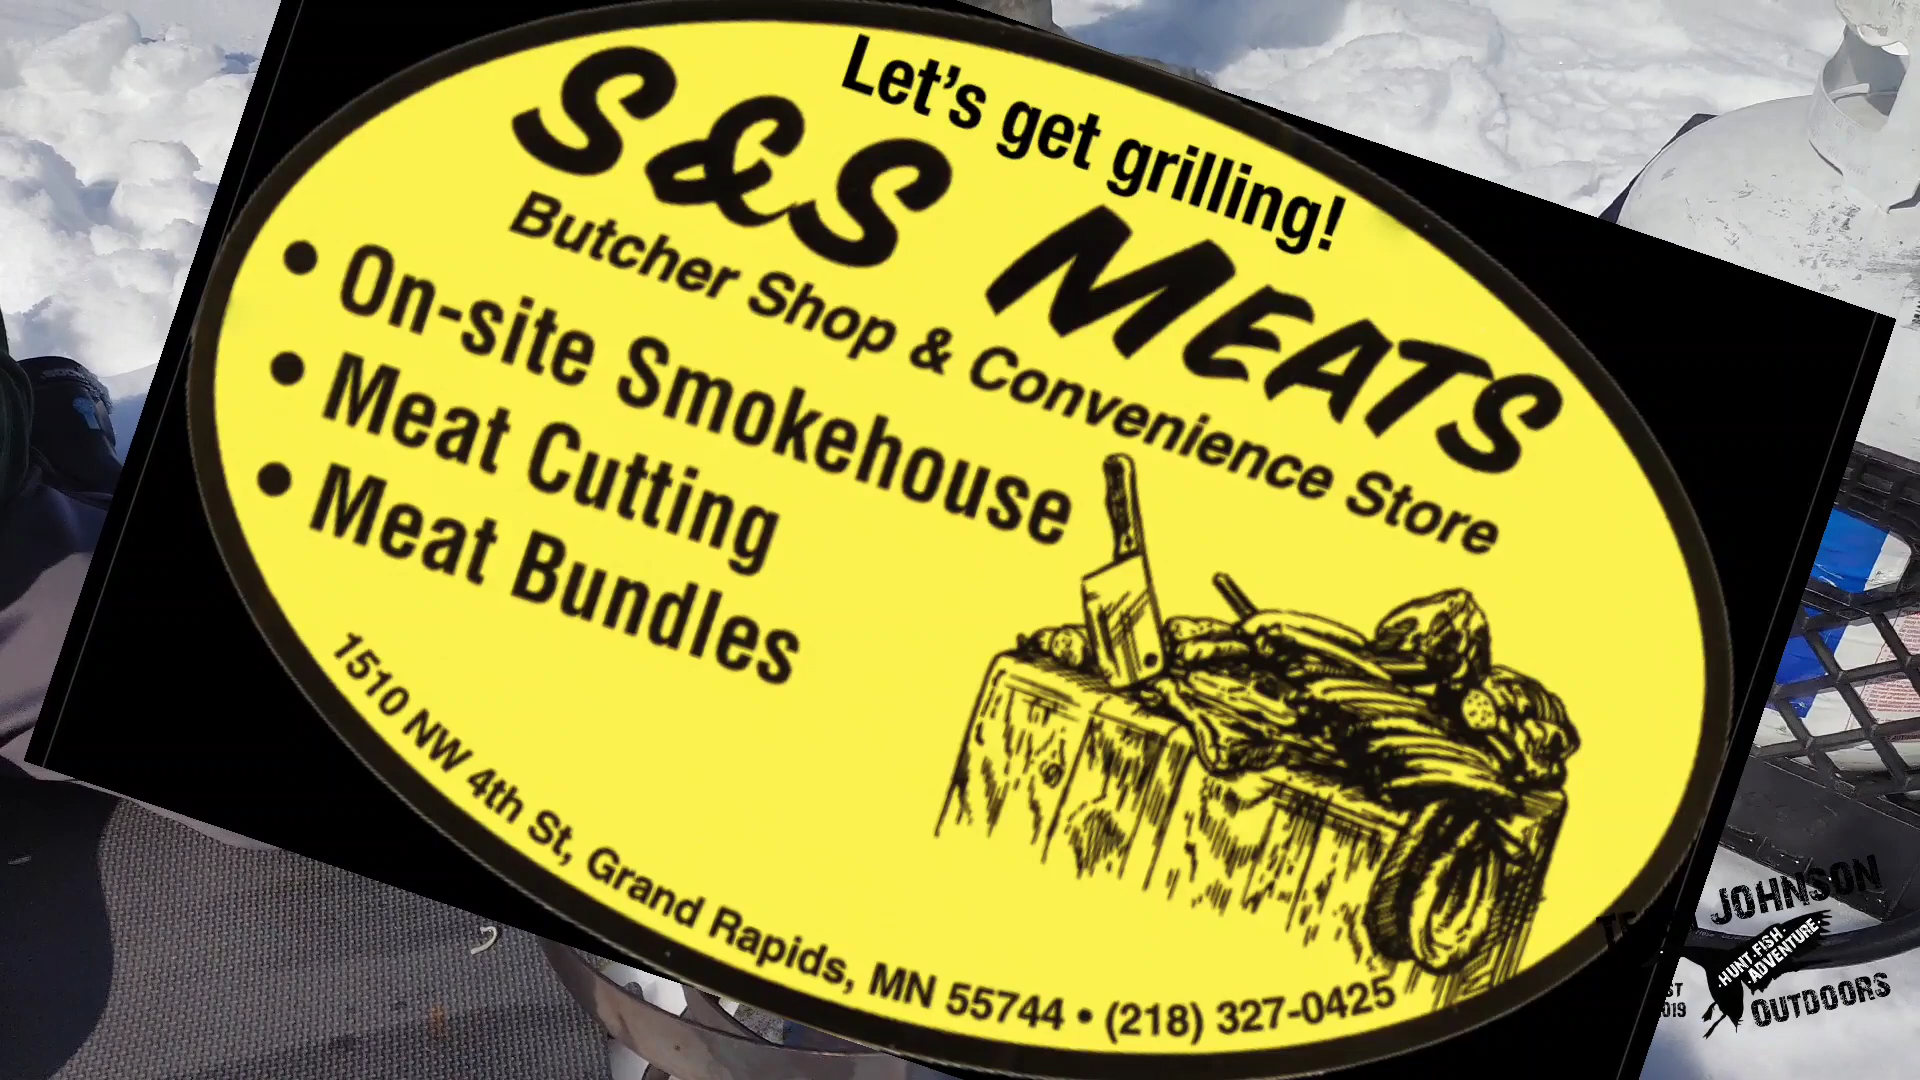 Let's get grilling!
S&S MEATS
Butcher Shop & Convenience Store
• On-site Smokehouse
• Meat Cutting
• Meat Bundles
1510 NW 4th St, Grand Rapids, MN 55744 • (218) 327-0425
JOHNSON
HUNT.FISH.
ADVENTURE
OUTDOORS